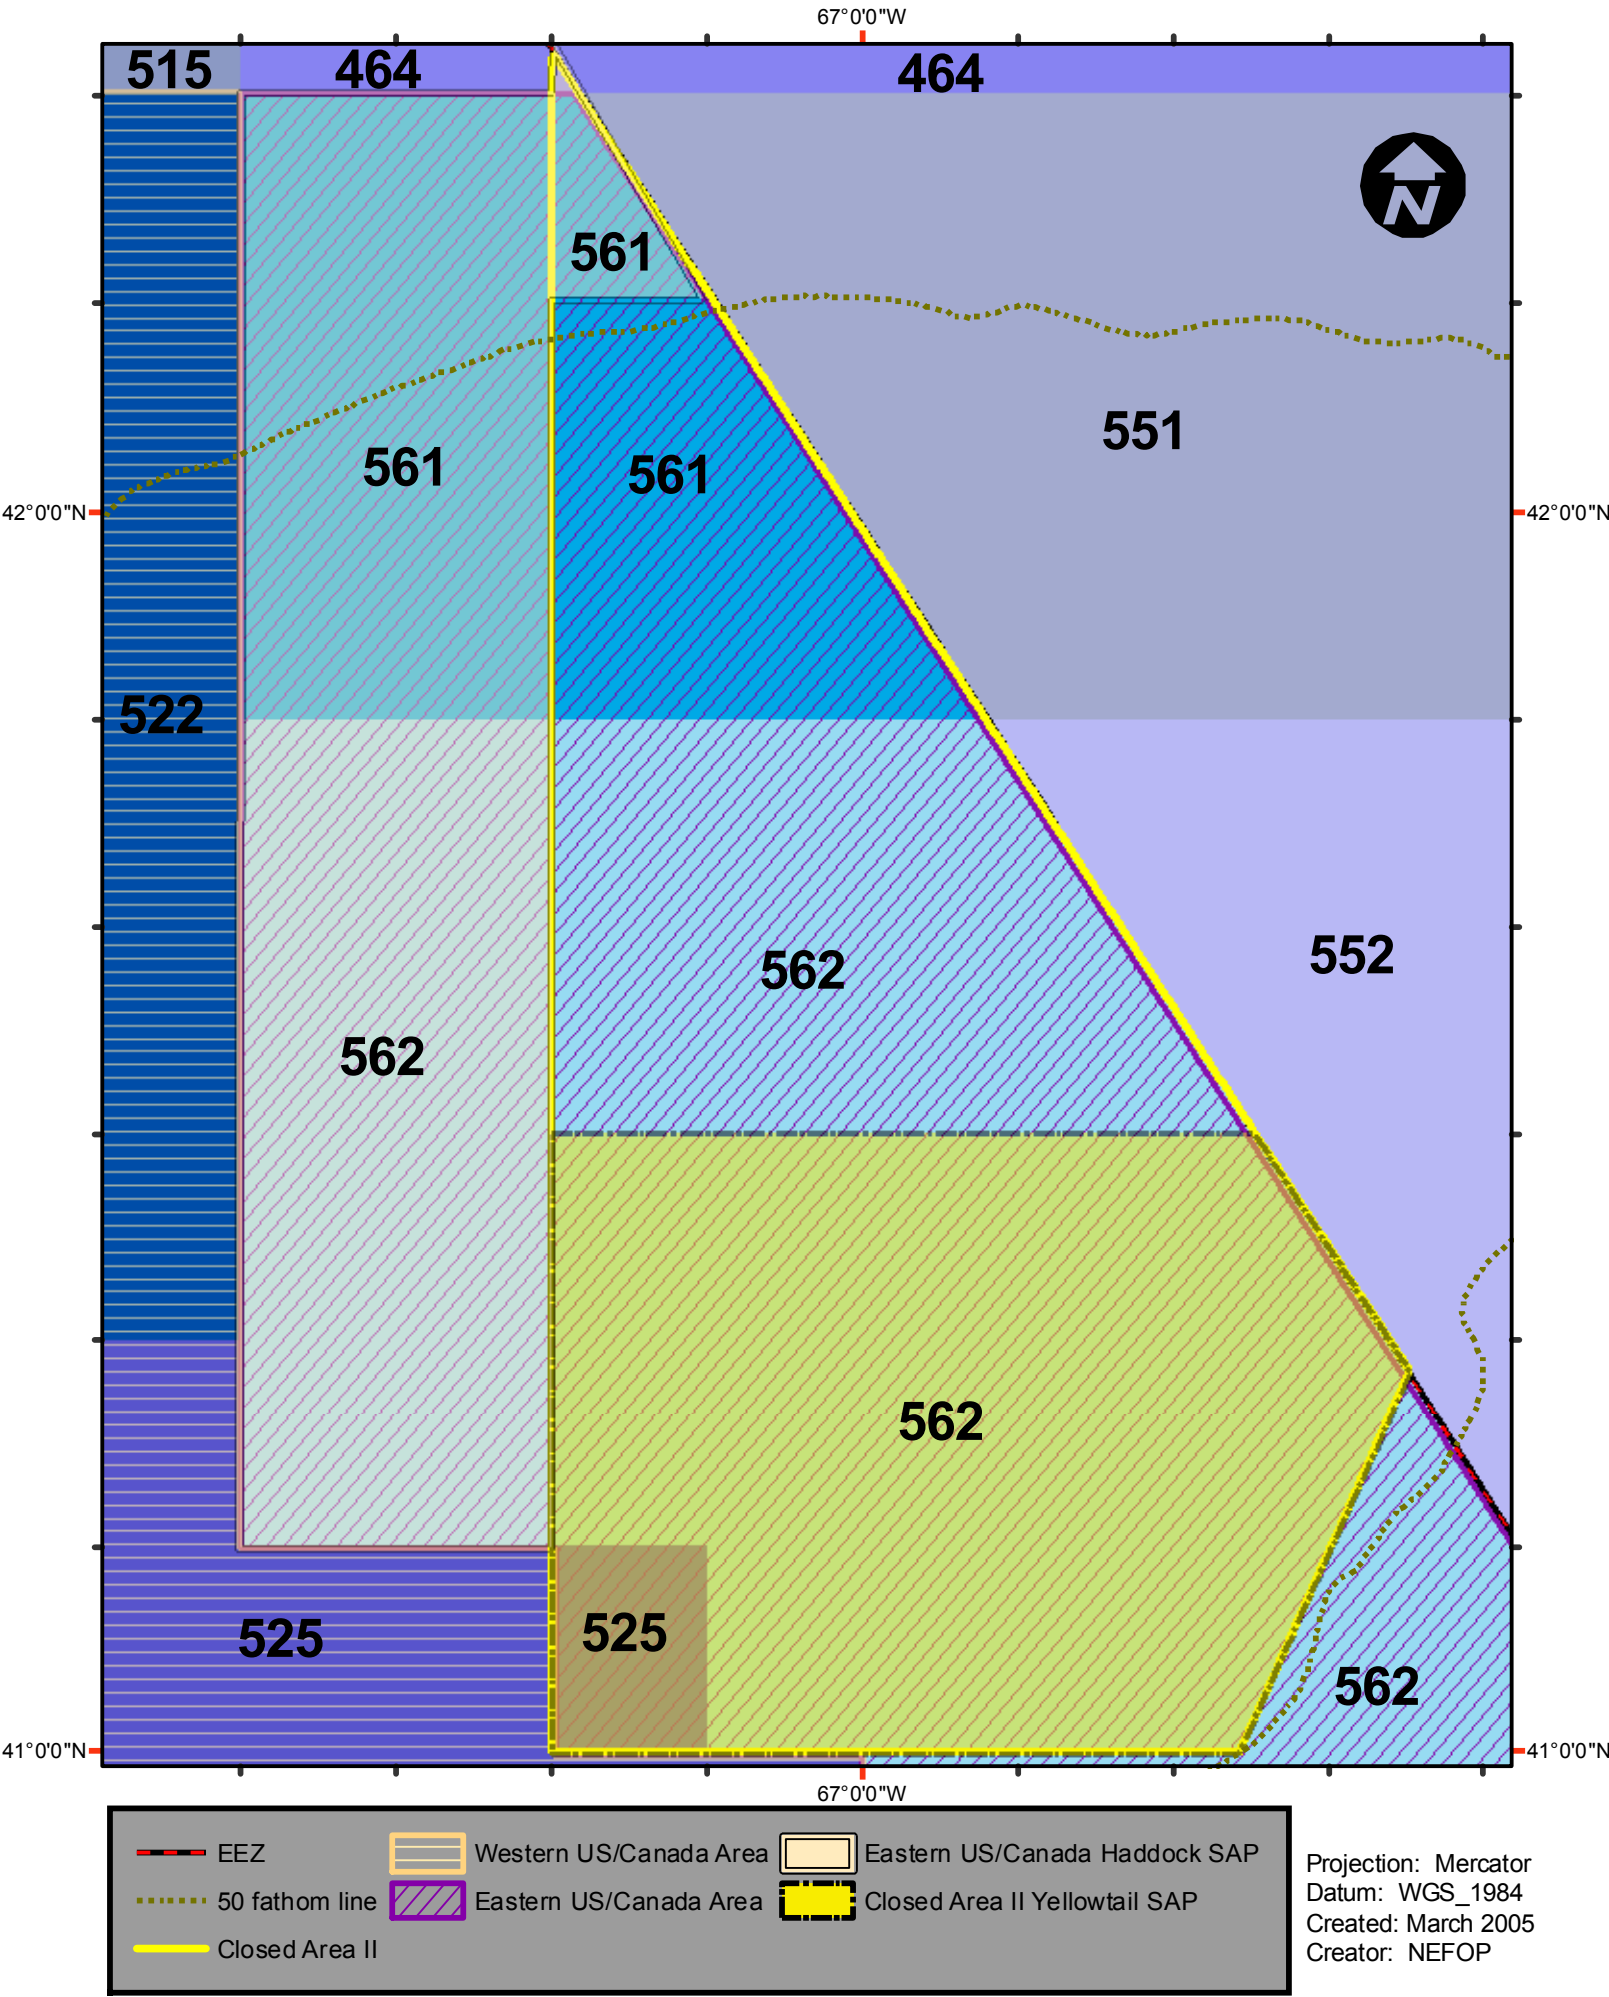 67°0'0"W
515
464
464
N
561
551
561
561
42°0'0"N
42°0'0"N
522
552
562
562
562
525
525
562
41°0'0"N
41°0'0"N
67°0'0"W
EEZ
Western US/Canada Area
Eastern US/Canada Haddock SAP
50 fathom line
Eastern US/Canada Area
Closed Area II Yellowtail SAP
Closed Area II
Projection: Mercator
Datum: WGS_1984
Created: March 2005
Creator: NEFOP